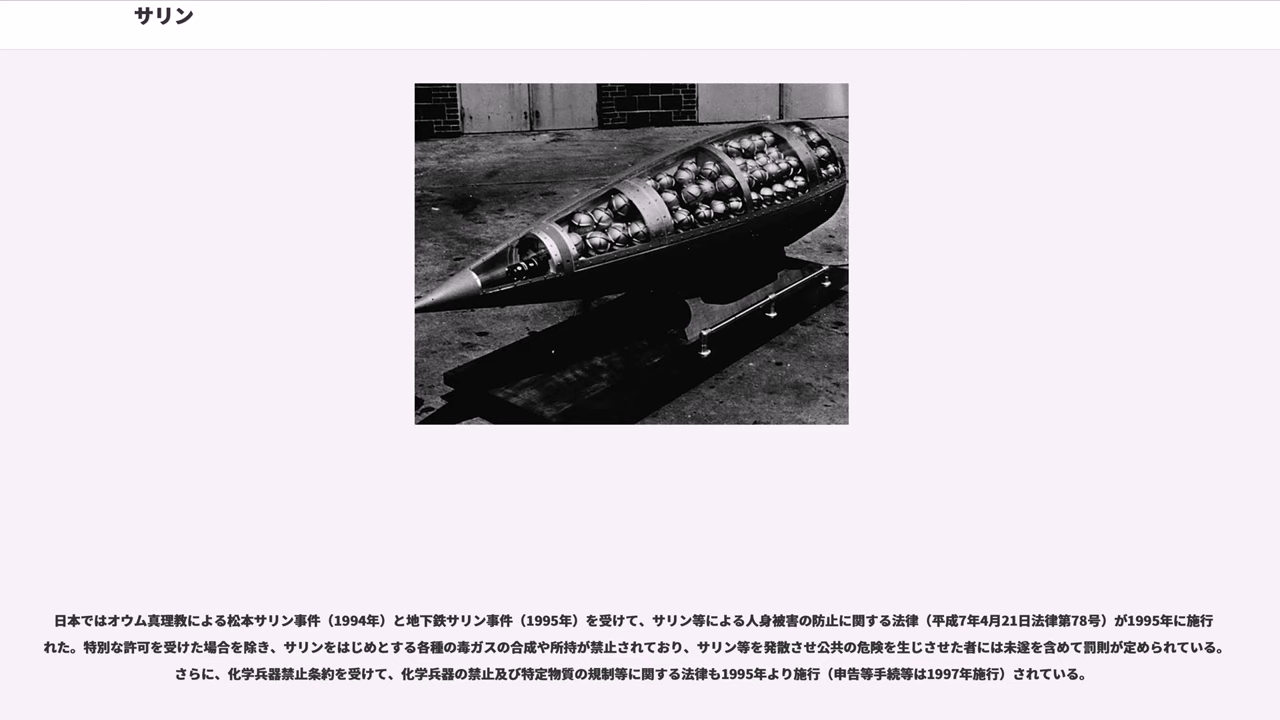 サリン
日本ではオウム真理教による松本サリン事件（1994年）と地下鉄サリン事件（1995年）を受けて、サリン等による人身被害の防止に関する法律（平成7年4月21日法律第78号）が1995年に施行
れた。特別な許可を受けた場合を除き、サリンをはじめとする各種の毒ガスの合成や所持が禁止されており、サリン等を発散させ公共の危険を生じさせた者には未遂を含めて罰則が定められている。
さらに、化学兵器禁止条約を受けて、化学兵器の禁止及び特定物質の規制等に関する法律も1995年より施行（申告等手続等は1997年施行）されている。